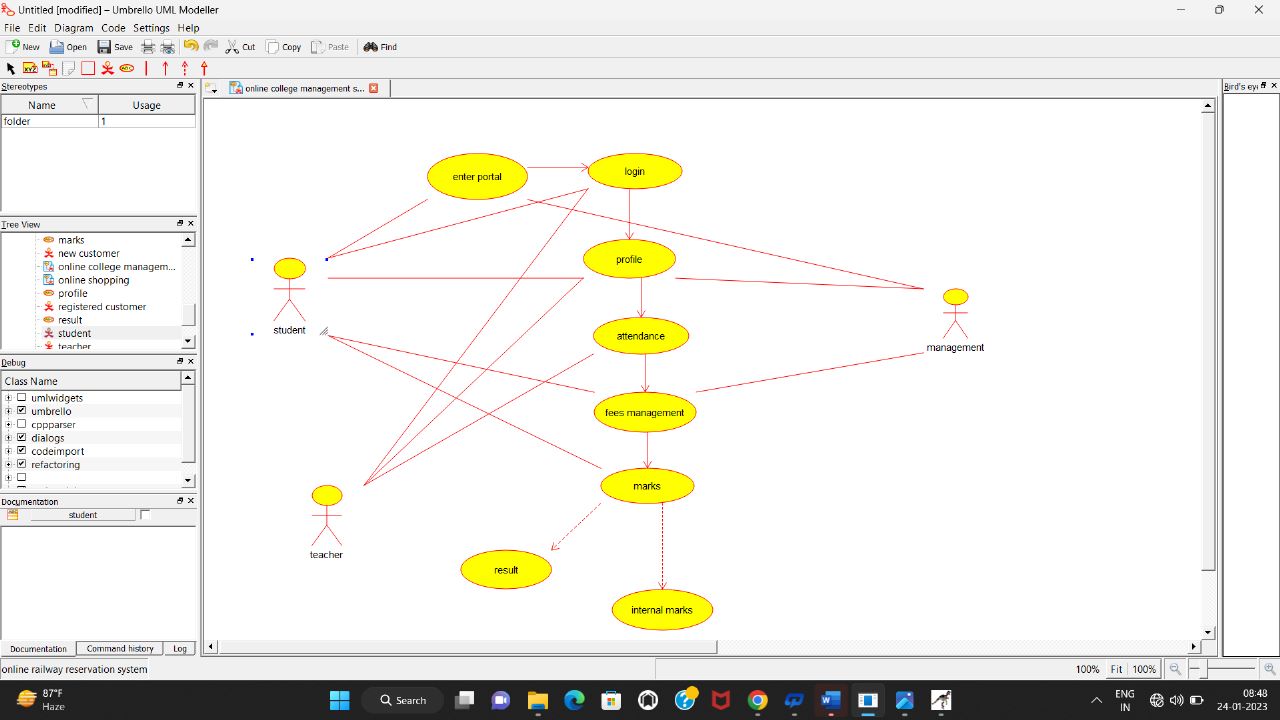 Untitled [modified] – Umbrello UML Modeller
File Edit Diagram Code Settings Help
New Open Save Cut Copy Paste Find
Stereotypes
Name Usage
folder 1
Tree View
marks
new customer
online college managem...
online shopping
profile
registered customer
result
student
teacher
Debug
Class Name
umlwidgets
umbrello
cppparser
dialogs
codeimport
refactoring
Documentation
student
Documentation Command history Log
online college management s...
enter portal
login
profile
student
management
attendance
fees management
marks
teacher
result
internal marks
Bird's ey
online railway reservation system
100% Fit 100%
87°F
Haze
Search
ENG
IN
08:48
24-01-2023